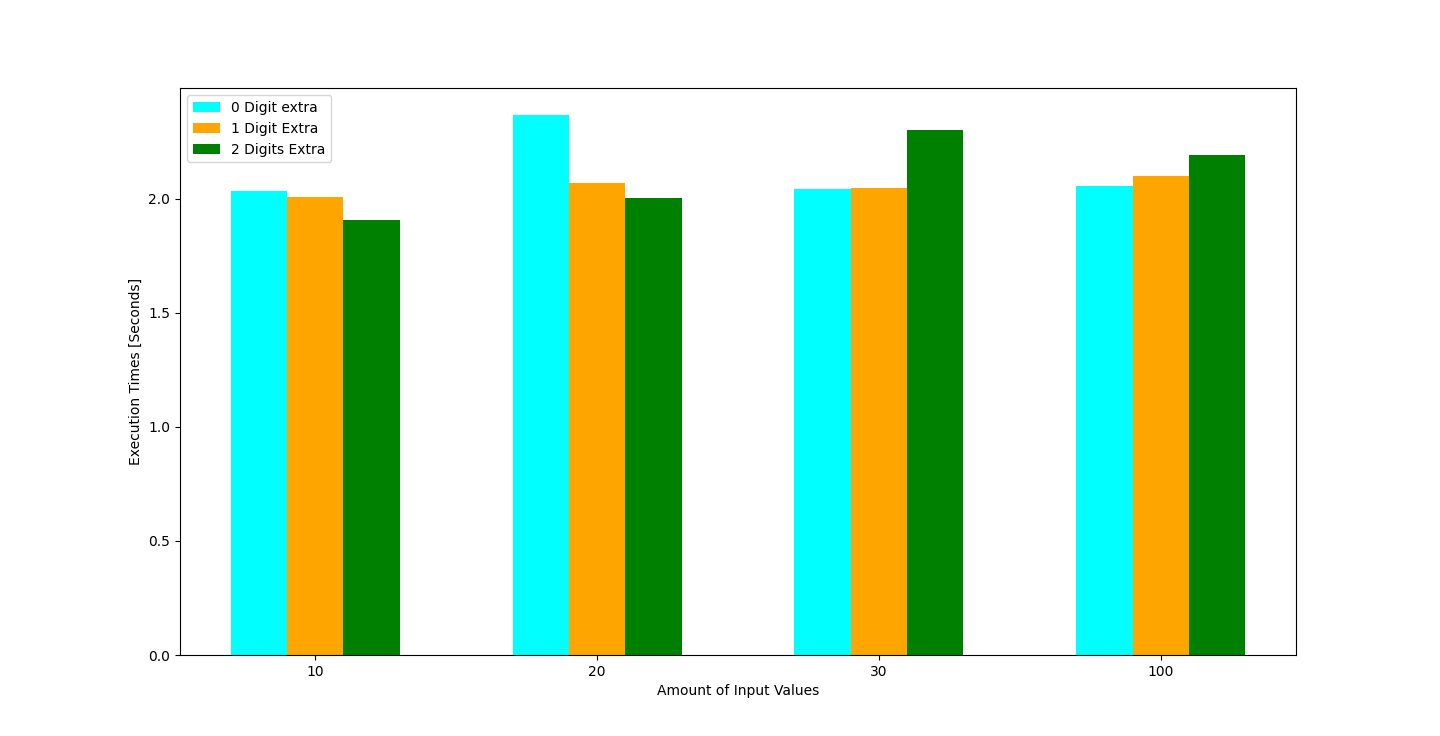 0 Digit extra
1 Digit Extra
2 Digits Extra
2.0
1.5
1.0
0.5
0.0
Execution Times [Seconds]
10 20 30 100
Amount of Input Values